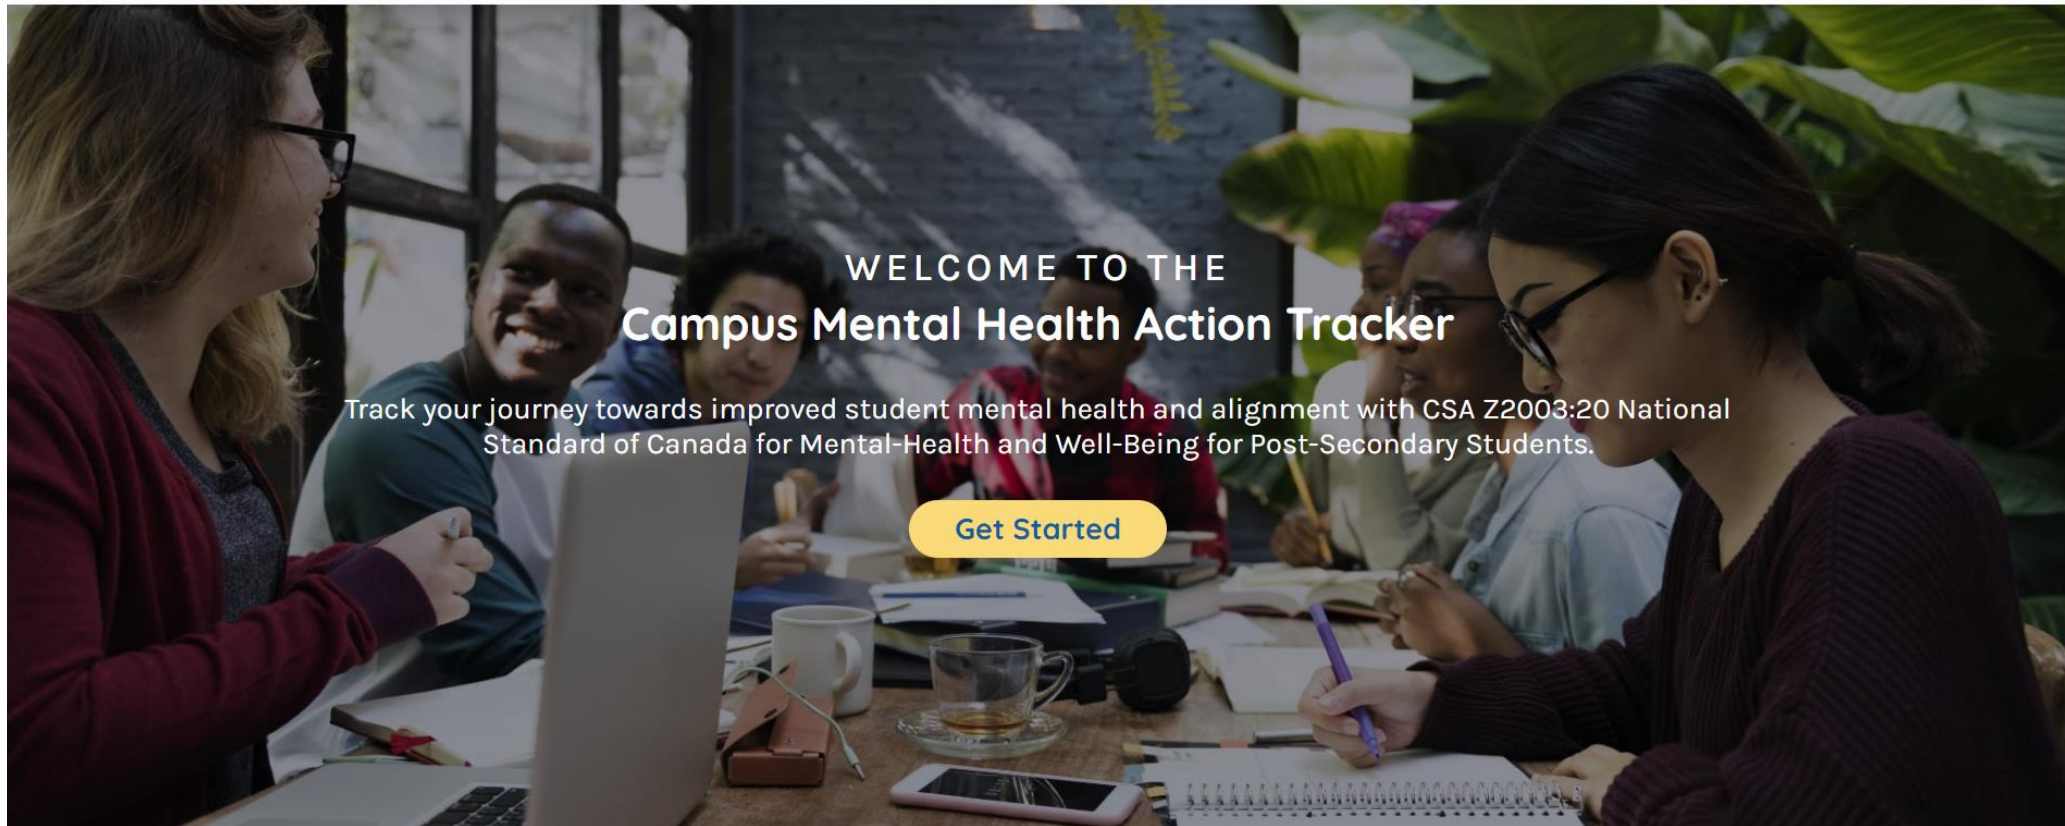 WELCOME TO THE
Campus Mental Health Action Tracker
Track your journey towards improved student mental health and alignment with CSA Z2003:20 National
Standard of Canada for Mental-Health and Well-Being for Post-Secondary Students.
Get Started